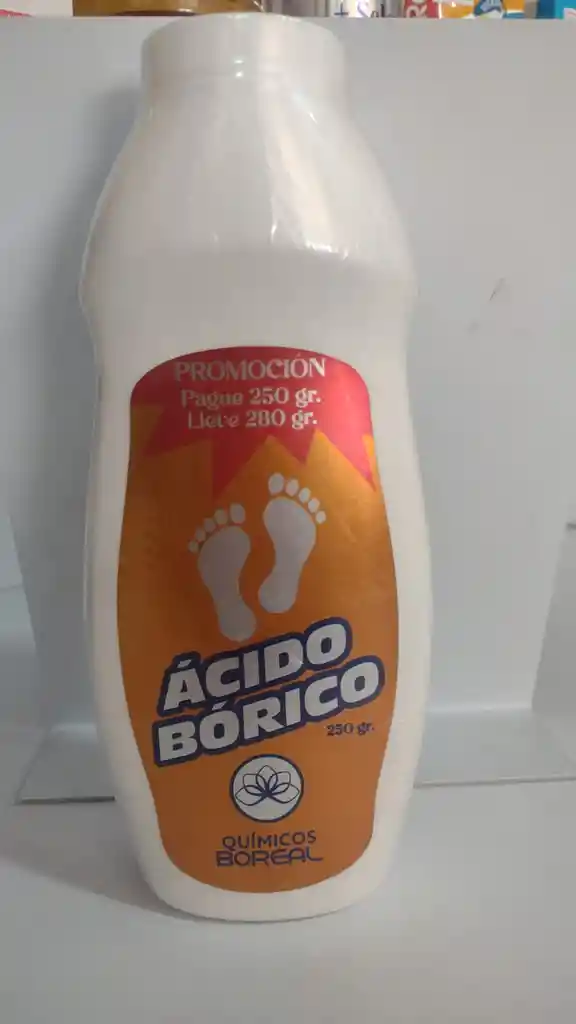 PROMOCIÓN
Pague 250 gr.
Lleve 280 gr.
ÁCIDO
BÓRICO
250 gr.
QUÍMICOS
BOREAL